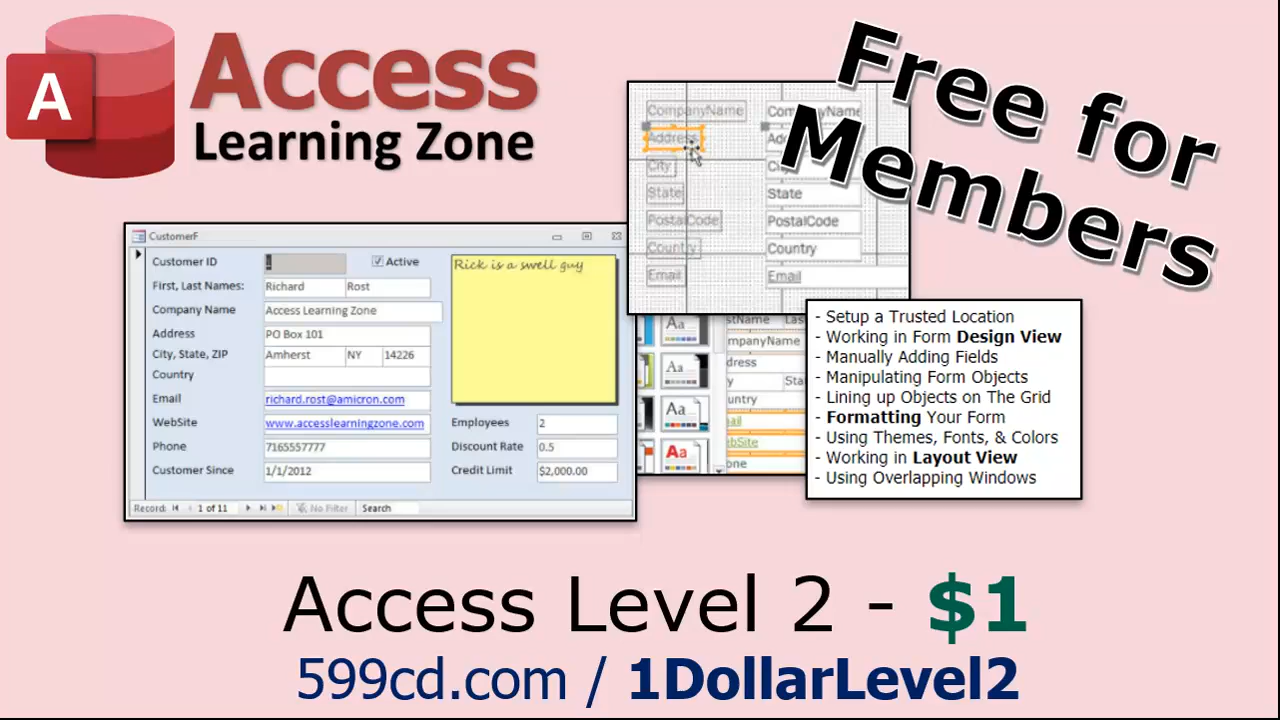 A
Access
Learning Zone
Free for
Members
CompanyName CompanyName
Address
City
State State
PostalCode PostalCode
Country Country
Email Email
CustomerF
Customer ID Active
First, Last Names: Richard Rost
Company Name Access Learning Zone
Address PO Box 101
City, State, ZIP Amherst NY 14226
Country
Email richard.rost@amicron.com
WebSite www.accesslearningzone.com
Phone 7165557777
Customer Since 1/1/2012
Rick is a swell guy
Employees 2
Discount Rate 0.5
Credit Limit $2,000.00
Record: 1 of 11 No Filter Search
Aa
Aa
Aa
Aa
- Setup a Trusted Location
- Working in Form Design View
- Manually Adding Fields
- Manipulating Form Objects
- Lining up Objects on The Grid
- Formatting Your Form
- Using Themes, Fonts, & Colors
- Working in Layout View
- Using Overlapping Windows
Access Level 2 - $1
599cd.com / 1DollarLevel2